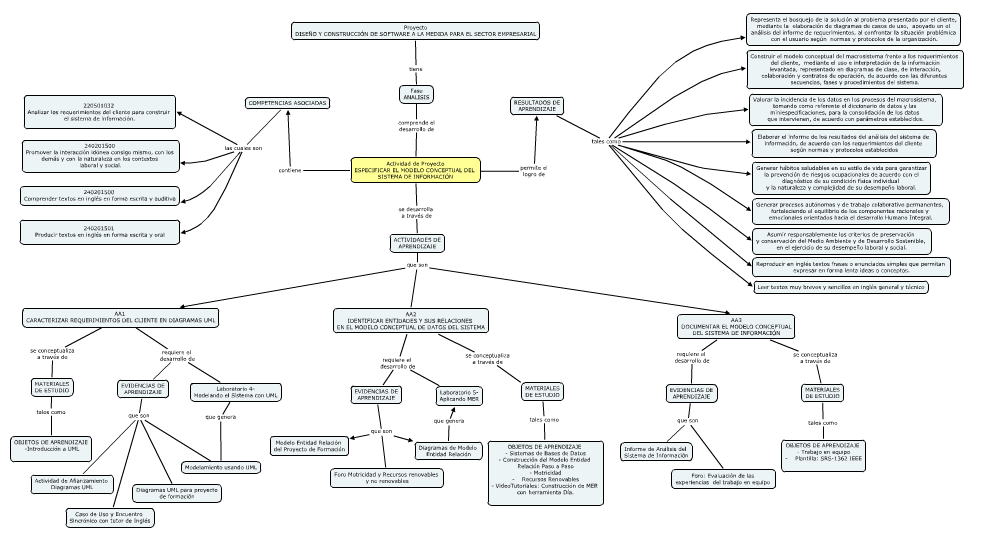 Proyecto
DISEÑO Y CONSTRUCCIÓN DE SOFTWARE A LA MEDIDA PARA EL SECTOR EMPRESARIAL
tiene
Fase
ANALISIS
comprende el
desarrollo de
Actividad de Proyecto
ESPECIFICAR EL MODELO CONCEPTUAL DEL
SISTEMA DE INFORMACIÓN
contiene
COMPETENCIAS ASOCIADAS
las cuales son
220501032
Analizar los requerimientos del cliente para construir
el sistema de información.
240201500
Promover la interacción idónea consigo mismo, con los
demás y con la naturaleza en los contextos
laboral y social.
240201500
Comprender textos en inglés en forma escrita y auditiva
240201501
Producir textos en inglés en forma escrita y oral
permite el
logro de
RESULTADOS DE
APRENDIZAJE
tales como
Representa el bosquejo de la solución al problema presentado por el cliente,
mediante la elaboración de diagramas de casos de uso, apoyado en el
análisis del informe de requerimientos, al confrontar la situación problémica
con el usuario según normas y protocolos de la organización.
Construir el modelo conceptual del macrosistema frente a los requerimientos
del cliente, mediante el uso e interpretación de la información
levantada, representado en diagramas de clase, de interacción,
colaboración y contratos de operación, de acuerdo con las diferentes
secuencias, fases y procedimientos del sistema.
Valorar la incidencia de los datos en los procesos del macrosistema,
tomando como referente el diccionario de datos y las
miniespecificaciones, para la consolidación de los datos
que intervienen, de acuerdo con parámetros establecidos.
Elaborar el informe de los resultados del análisis del sistema de
información, de acuerdo con los requerimientos del cliente
según normas y protocolos establecidos
Generar hábitos saludables en su estilo de vida para garantizar
la prevención de riesgos ocupacionales de acuerdo con el
diagnóstico de su condición física individual
y la naturaleza y complejidad de su desempeño laboral.
Generar procesos autónomos y de trabajo colaborativo permanentes,
fortaleciendo el equilibrio de los componentes racionales y
emocionales orientados hacia el desarrollo Humano Integral.
Asumir responsablemente los criterios de preservación
y conservación del Medio Ambiente y de Desarrollo Sostenible,
en el ejercicio de su desempeño laboral y social.
Reproducir en inglés textos frases o enunciados simples que permitan
expresar en forma lenta ideas o conceptos.
Leer textos muy breves y sencillos en inglés general y técnico
se desarrolla
a través de
ACTIVIDADES DE
APRENDIZAJE
que son
AA1
CARACTERIZAR REQUERIMIENTOS DEL CLIENTE EN DIAGRAMAS UML
se conceptualiza
a través de
MATERIALES
DE ESTUDIO
tales como
OBJETOS DE APRENDIZAJE
-Introducción a UML
requiere el
desarrollo de
EVIDENCIAS DE
APRENDIZAJE
que son
Actividad de Afianzamiento
Diagramas UML
Caso de Uso y Encuentro
Sincrónico con tutor de Inglés
Diagramas UML para proyecto
de formación
Modelamiento usando UML
Laboratorio 4-
Modelando el Sistema con UML
que genera
AA2
IDENTIFICAR ENTIDADES Y SUS RELACIONES
EN EL MODELO CONCEPTUAL DE DATOS DEL SISTEMA
requiere el
desarrollo de
EVIDENCIAS DE
APRENDIZAJE
que son
Modelo Entidad Relación
del Proyecto de Formación
Foro Motricidad y Recursos renovables
y no renovables
Diagramas de Modelo
Entidad Relación
Laboratorio 5-
Aplicando MER
que genera
se conceptualiza
a través de
MATERIALES
DE ESTUDIO
tales como
OBJETOS DE APRENDIZAJE
- Sistemas de Bases de Datos
- Construcción del Modelo Entidad
Relación Paso a Paso
- Motricidad
- Recursos Renovables
- VideoTutoriales: Construcción de MER
con herramienta Día.
AA3
DOCUMENTAR EL MODELO CONCEPTUAL
DEL SISTEMA DE INFORMACIÓN
requiere el
desarrollo de
EVIDENCIAS DE
APRENDIZAJE
que son
Informe de Análisis del
Sistema de Información
Foro: Evaluación de las
experiencias del trabajo en equipo
se conceptualiza
a través de
MATERIALES
DE ESTUDIO
tales como
OBJETOS DE APRENDIZAJE
- Trabajo en equipo
- Plantilla: SRS-1362 IEEE